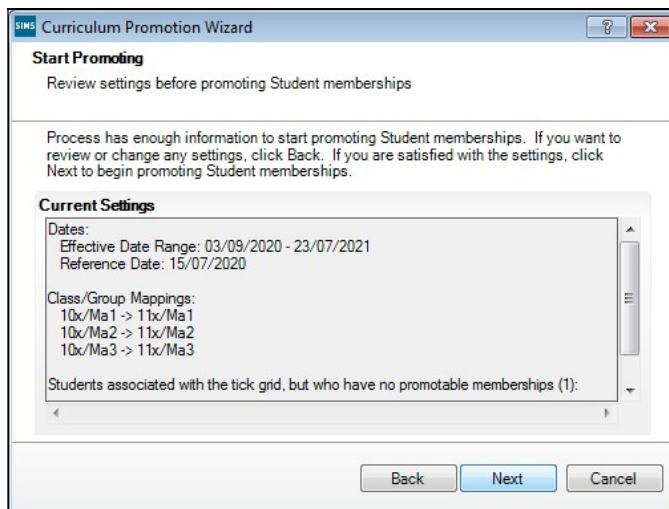 SIMS Curriculum Promotion Wizard
Start Promoting
Review settings before promoting Student memberships
Process has enough information to start promoting Student memberships. If you want to
review or change any settings, click Back. If you are satisfied with the settings, click
Next to begin promoting Student memberships.
Current Settings
Dates:
Effective Date Range: 03/09/2020 - 23/07/2021
Reference Date: 15/07/2020
Class/Group Mappings:
10x/Ma1 -> 11x/Ma1
10x/Ma2 -> 11x/Ma2
10x/Ma3 -> 11x/Ma3
Students associated with the tick grid, but who have no promotable memberships (1):
Back Next Cancel